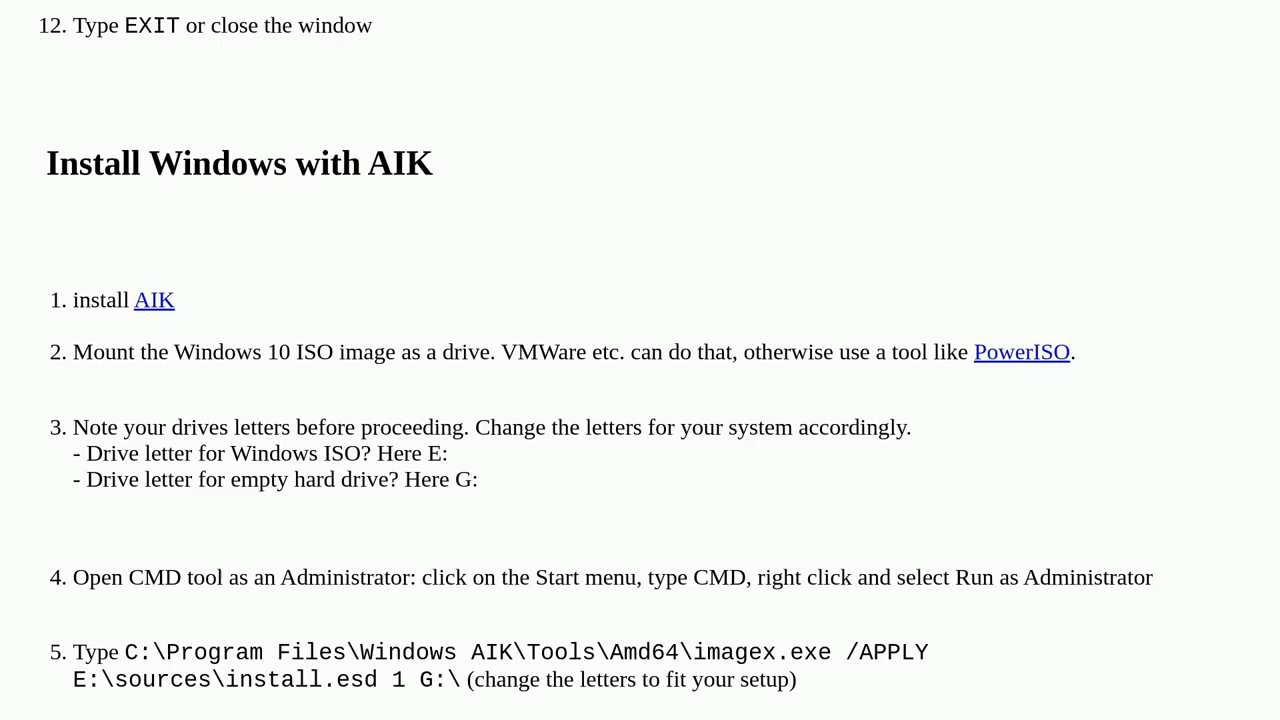 12. Type EXIT or close the window
Install Windows with AIK
1. install AIK
2. Mount the Windows 10 ISO image as a drive. VMWare etc. can do that, otherwise use a tool like PowerISO.
3. Note your drives letters before proceeding. Change the letters for your system accordingly.
- Drive letter for Windows ISO? Here E:
- Drive letter for empty hard drive? Here G:
4. Open CMD tool as an Administrator: click on the Start menu, type CMD, right click and select Run as Administrator
5. Type C:\Program Files\Windows AIK\Tools\Amd64\imagex.exe /APPLY
E:\sources\install.esd 1 G:\ (change the letters to fit your setup)